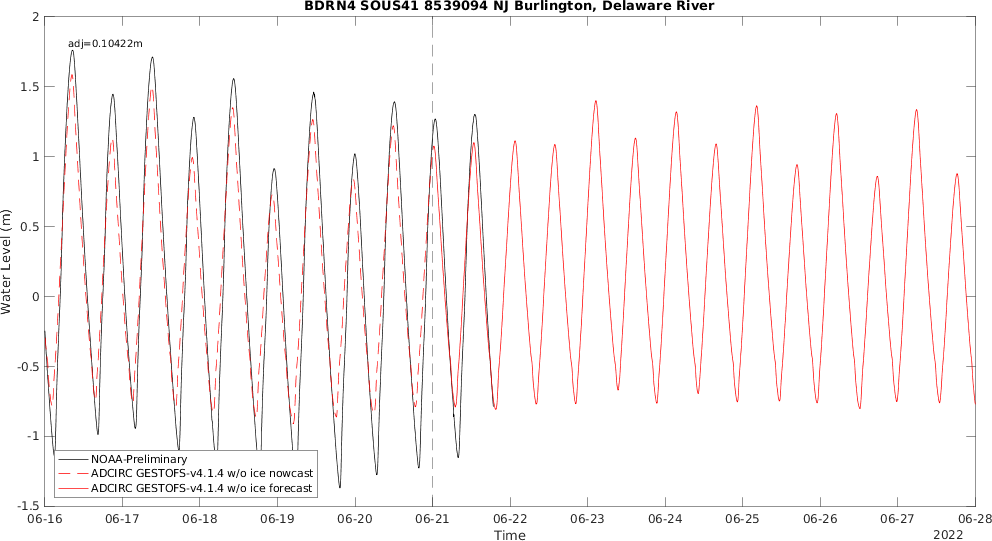 BDRN4 SOUS41 8539094 NJ Burlington, Delaware River
adj=0.10422m
2
1.5
1
0.5
0
-0.5
-1
-1.5
Water Level (m)
NOAA-Preliminary
ADCIRC GESTOFS-v4.1.4 w/o ice nowcast
ADCIRC GESTOFS-v4.1.4 w/o ice forecast
06-16 06-17 06-18 06-19 06-20 06-21 06-22 06-23 06-24 06-25 06-26 06-27 06-28
Time
2022